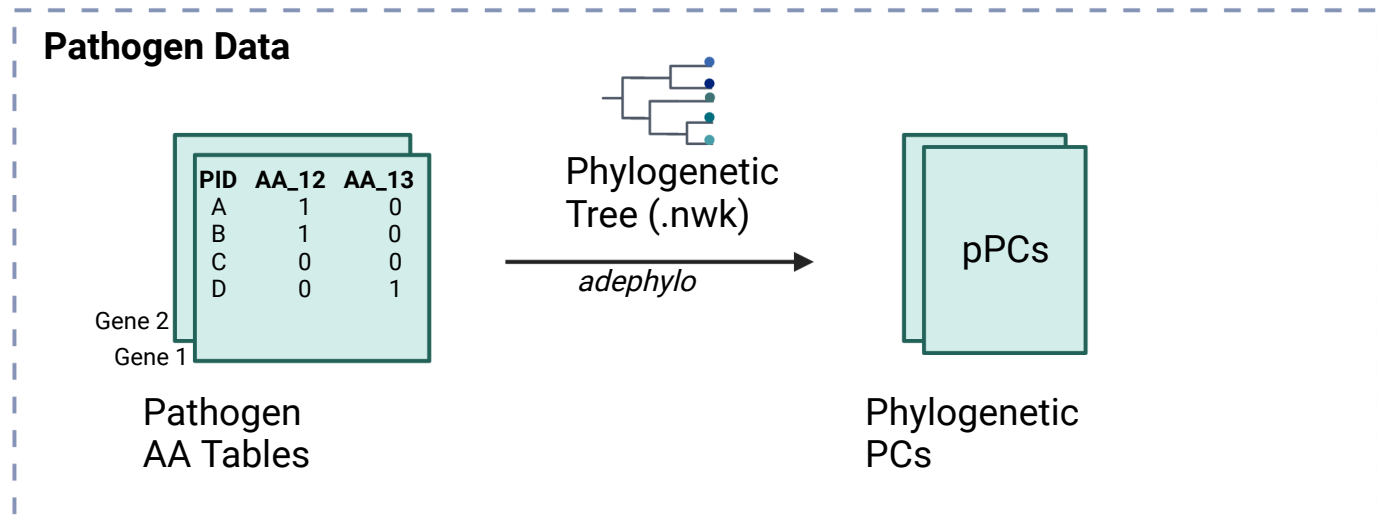 Pathogen Data
PID AA_12 AA_13
A 1 0
B 1 0
C 0 0
D 0 1
Gene 2
Gene 1
Pathogen
AA Tables
Phylogenetic
Tree (.nwk)
adephylo
pPCs
Phylogenetic
PCs